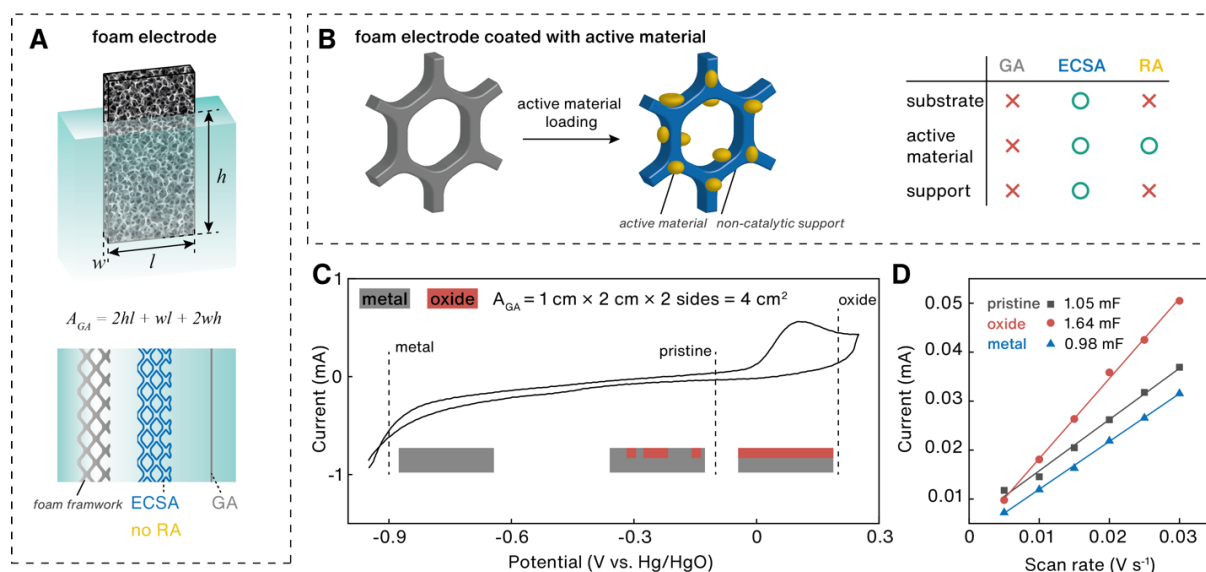 A
foam electrode
h
w
l
A_GA = 2hl + wl + 2wh
foam framwork
ECSA
GA
no RA
B
foam electrode coated with active material
active material
loading
active material
non-catalytic support
GA ECSA RA
substrate
active
material
support
C
metal
oxide
A_GA = 1 cm × 2 cm × 2 sides = 4 cm²
oxide
metal
pristine
Current (mA)
1
0
-1
-0.9
-0.6
-0.3
0
0.3
Potential (V vs. Hg/HgO)
D
pristine 1.05 mF
oxide 1.64 mF
metal 0.98 mF
Current (mA)
0.05
0.04
0.03
0.02
0.01
0
0.01
0.02
0.03
Scan rate (V s⁻¹)